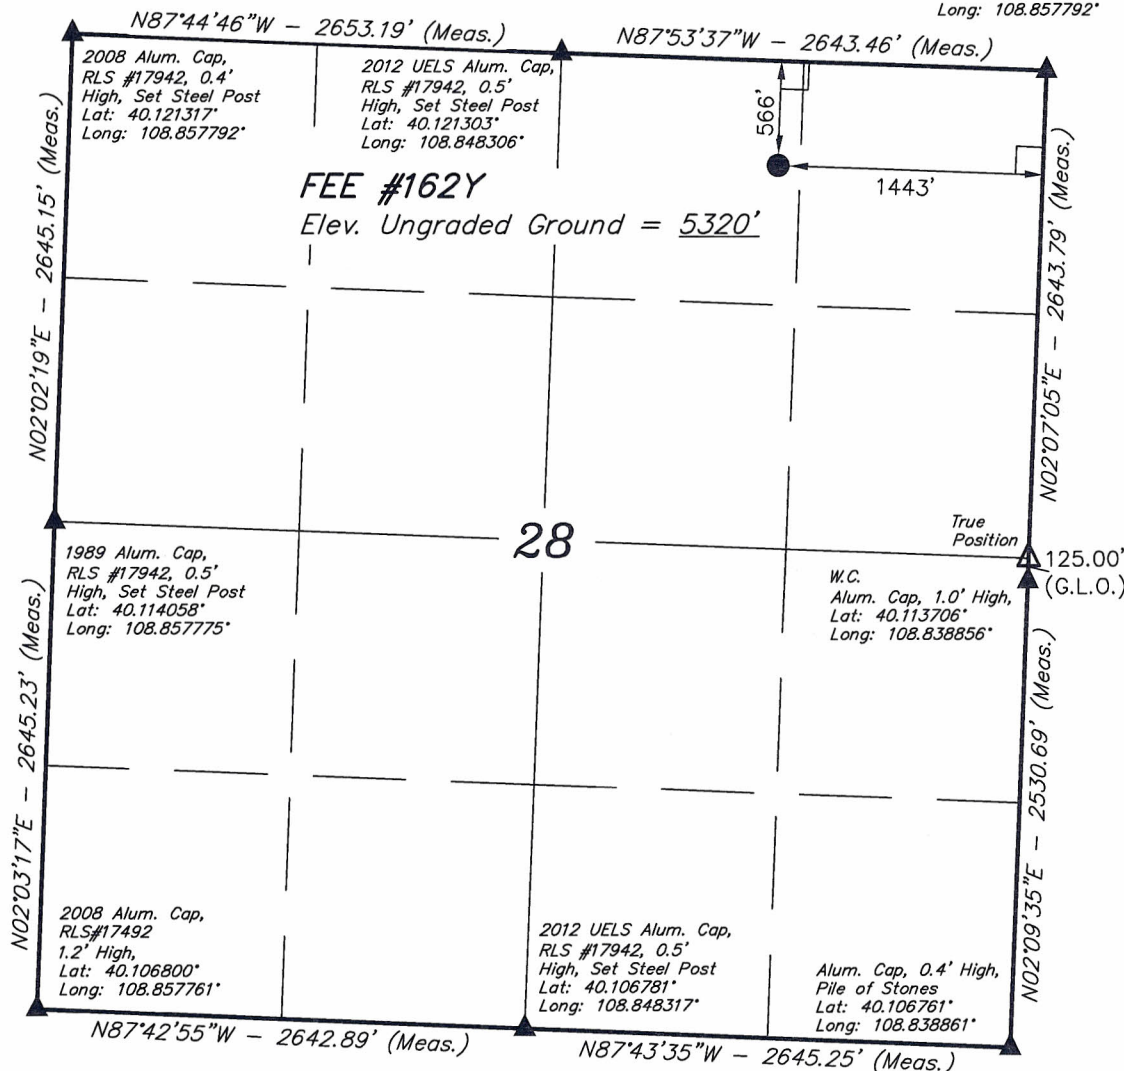 Long: 108.857792°
N87°44'46"W - 2653.19' (Meas.)
N87°53'37"W - 2643.46' (Meas.)
2008 Alum. Cap,
RLS #17942, 0.4'
High, Set Steel Post
Lat: 40.121317°
Long: 108.857792°
2012 UELS Alum. Cap,
RLS #17942, 0.5'
High, Set Steel Post
Lat: 40.121303°
Long: 108.848306°
566'
1443'
FEE #162Y
Elev. Ungraded Ground = 5320'
N02°02'19"E - 2645.15' (Meas.)
N02°07'05"E - 2643.79' (Meas.)
28
True
Position
125.00'
(G.L.O.)
1989 Alum. Cap,
RLS #17942, 0.5'
High, Set Steel Post
Lat: 40.114058°
Long: 108.857775°
W.C.
Alum. Cap, 1.0' High,
Lat: 40.113706°
Long: 108.838856°
N02°03'17"E - 2645.23' (Meas.)
N02°09'35"E - 2530.69' (Meas.)
2008 Alum. Cap,
RLS#17492
1.2' High,
Lat: 40.106800°
Long: 108.857761°
2012 UELS Alum. Cap,
RLS #17942, 0.5'
High, Set Steel Post
Lat: 40.106781°
Long: 108.848317°
Alum. Cap, 0.4' High,
Pile of Stones
Lat: 40.106761°
Long: 108.838861°
N87°42'55"W - 2642.89' (Meas.)
N87°43'35"W - 2645.25' (Meas.)